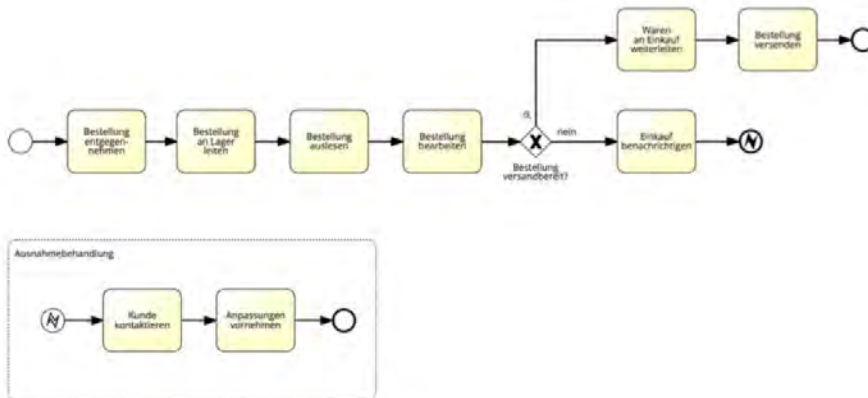 Waren
an Einkauf
weiterleiten
Bestellung
versenden
ja
Bestellung
entgegen-
nehmen
Bestellung
an Lager
leiten
Bestellung
auslesen
Bestellung
bearbeiten
nein
Einkauf
benachrichtigen
Bestellung
versandbereit?
Ausnahmebehandlung
Kunde
kontaktieren
Anpassungen
vornehmen